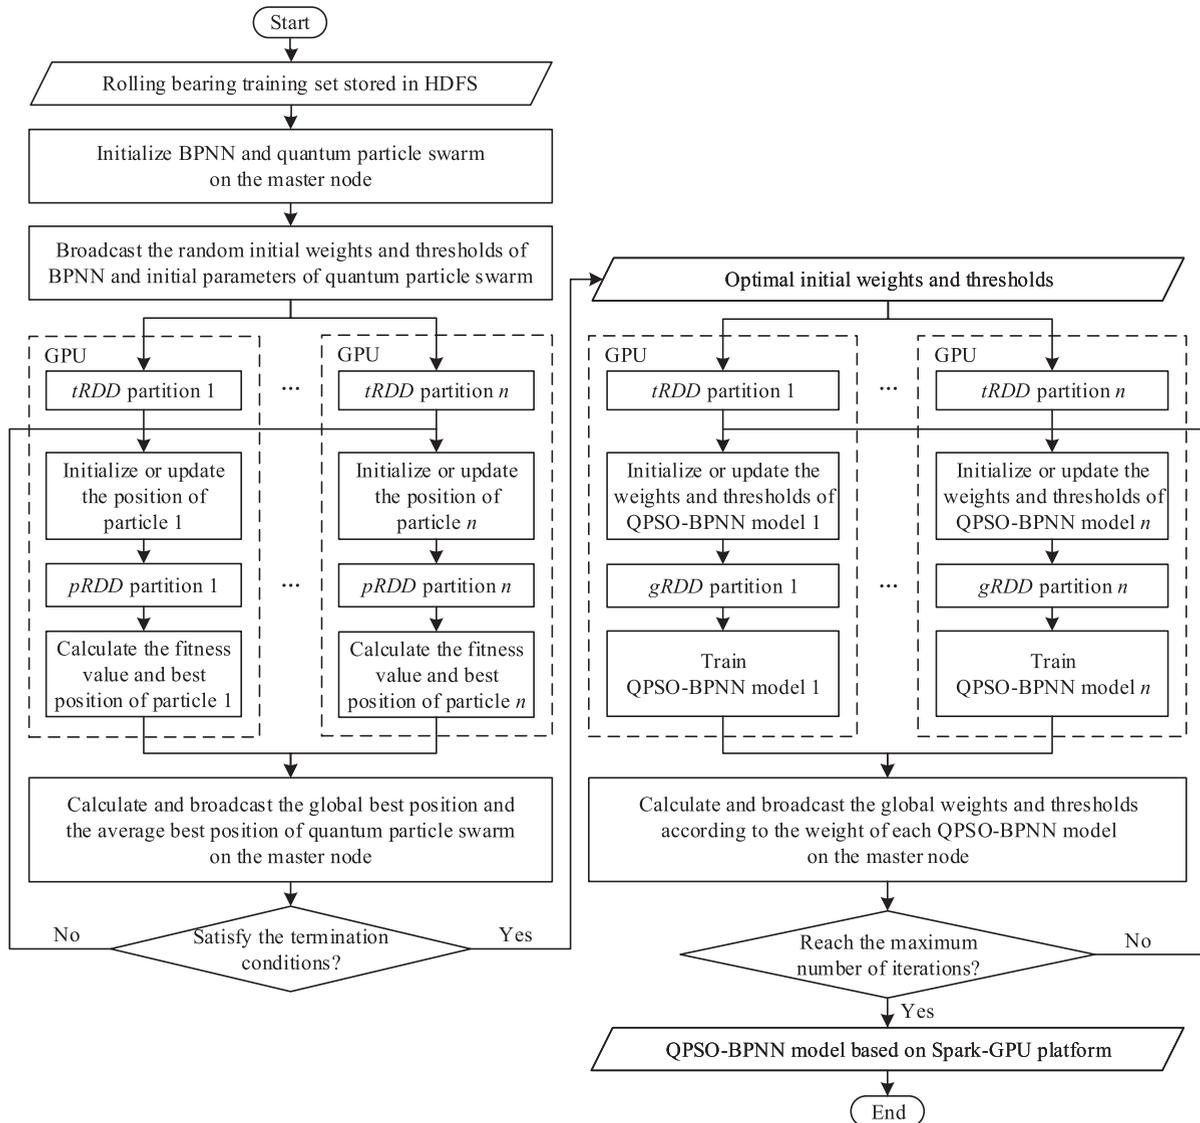 Start
Rolling bearing training set stored in HDFS
Initialize BPNN and quantum particle swarm
on the master node
Broadcast the random initial weights and thresholds of
BPNN and initial parameters of quantum particle swarm
GPU
tRDD partition 1
...
GPU
tRDD partition n
Initialize or update
the position of
particle 1
Initialize or update
the position of
particle n
pRDD partition 1
...
pRDD partition n
Calculate the fitness
value and best
position of particle 1
Calculate the fitness
value and best
position of particle n
Calculate and broadcast the global best position and
the average best position of quantum particle swarm
on the master node
No
Satisfy the termination
conditions?
Yes
Optimal initial weights and thresholds
GPU
tRDD partition 1
...
GPU
tRDD partition n
Initialize or update the
weights and thresholds of
QPSO-BPNN model 1
Initialize or update the
weights and thresholds of
QPSO-BPNN model n
gRDD partition 1
...
gRDD partition n
Train
QPSO-BPNN model 1
Train
QPSO-BPNN model n
Calculate and broadcast the global weights and thresholds
according to the weight of each QPSO-BPNN model
on the master node
Reach the maximum
number of iterations?
No
Yes
QPSO-BPNN model based on Spark-GPU platform
End